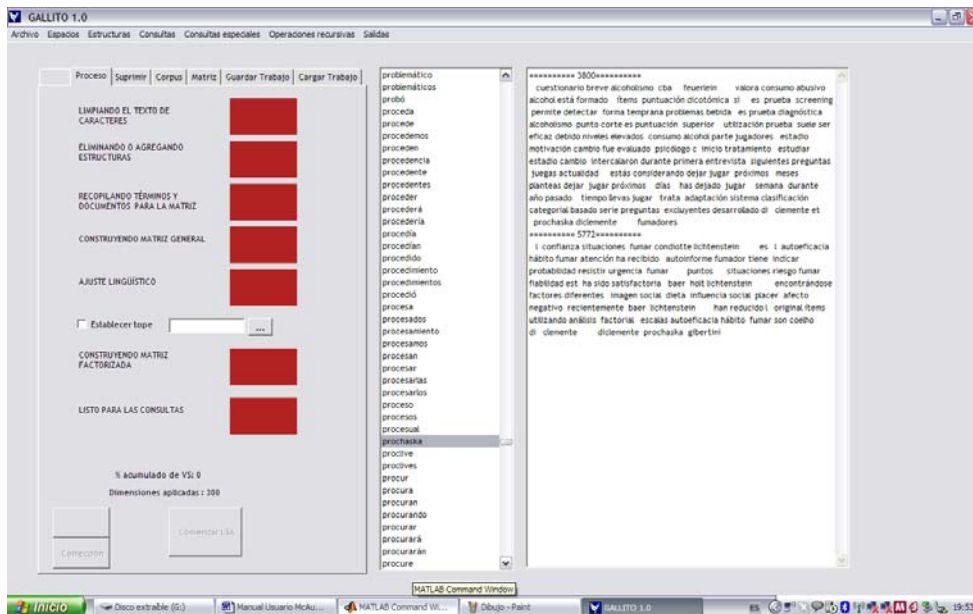 GALLITO 1.0
Archivo Espacios Estructuras Consultas Consultas especiales Operaciones recursivas Salidas
Proceso Suprimir Corpus Matriz Guardar Trabajo Cargar Trabajo
LIMPIANDO EL TEXTO DE
CARACTERES
ELIMINANDO O AGREGANDO
ESTRUCTURAS
RECOPILANDO TÉRMINOS Y
DOCUMENTOS PARA LA MATRIZ
CONSTRUYENDO MATRIZ GENERAL
AJUSTE LINGÜÍSTICO
Establecer tope
...
CONSTRUYENDO MATRIZ
FACTORIZADA
LISTO PARA LAS CONSULTAS
% acumulado de VS: 0
Dimensiones aplicadas : 300
Comenzar LSA
Correccion
problemático
problemáticos
probó
proceda
procede
procedemos
proceden
procedencia
procedente
procedentes
proceder
procederá
procedería
procedía
procedían
procedido
procedimiento
procedimientos
procedió
procesa
procesados
procesamiento
procesamos
procesan
procesar
procesarlas
procesarlos
proceso
procesos
procesual
prochaska
proclive
proclives
procur
procura
procuran
procurando
procurar
procurará
procurarán
procure
========== 3800==========
cuestionario breve alcoholismo cba feuerlein valora consumo abusivo
alcohol está formado ítems puntuación dicotómica si es prueba screening
permite detectar forma temprana problemas bebida es prueba diagnóstica
alcoholismo punto corte es puntuación superior utilización prueba suele ser
eficaz debido niveles elevados consumo alcohol parte jugadores estadio
motivación cambio fue evaluado psicólogo c inicio tratamiento estudiar
estadio cambio intercalaron durante primera entrevista siguientes preguntas
juegas actualidad estás considerando dejar jugar próximos meses
planteas dejar jugar próximos días has dejado jugar semana durante
año pasado tiempo llevas jugar trata adaptación sistema clasificación
categorial basado serie preguntas excluyentes desarrollado di clemente et
prochaska diclemente fumadores
========== 5772==========
l confianza situaciones fumar condiotte lichtenstein es l autoeficacia
hábito fumar atención ha recibido autoinforme fumador tiene indicar
probabilidad resistir urgencia fumar puntos situaciones riesgo fumar
fiabilidad est ha sido satisfactoria baer holt lichtenstein encontrándose
factores diferentes imagen social dieta influencia social placer afecto
negativo recientemente baer lichtenstein han reducido l original ítems
utilizando análisis factorial escalas autoeficacia hábito fumar son coelho
di clemente diclemente prochaska gibertini
MATLAB Command Window
Inicio Disco extraíble (G:) Manual Usuario McAu... MATLAB Command Wi... Dibujo - Paint GALLITO 1.0 ES 19:53